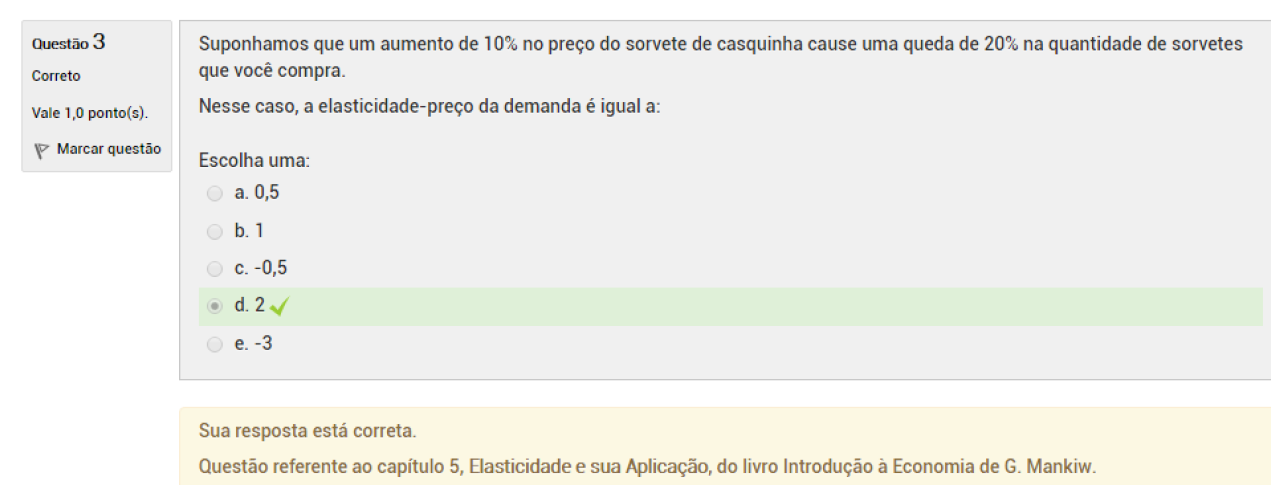 Questão 3
Correto
Vale 1,0 ponto(s).
Marcar questão
Suponhamos que um aumento de 10% no preço do sorvete de casquinha cause uma queda de 20% na quantidade de sorvetes
que você compra.
Nesse caso, a elasticidade-preço da demanda é igual a:
Escolha uma:
a. 0,5
b. 1
c. -0,5
d. 2
e. -3
Sua resposta está correta.
Questão referente ao capítulo 5, Elasticidade e sua Aplicação, do livro Introdução à Economia de G. Mankiw.